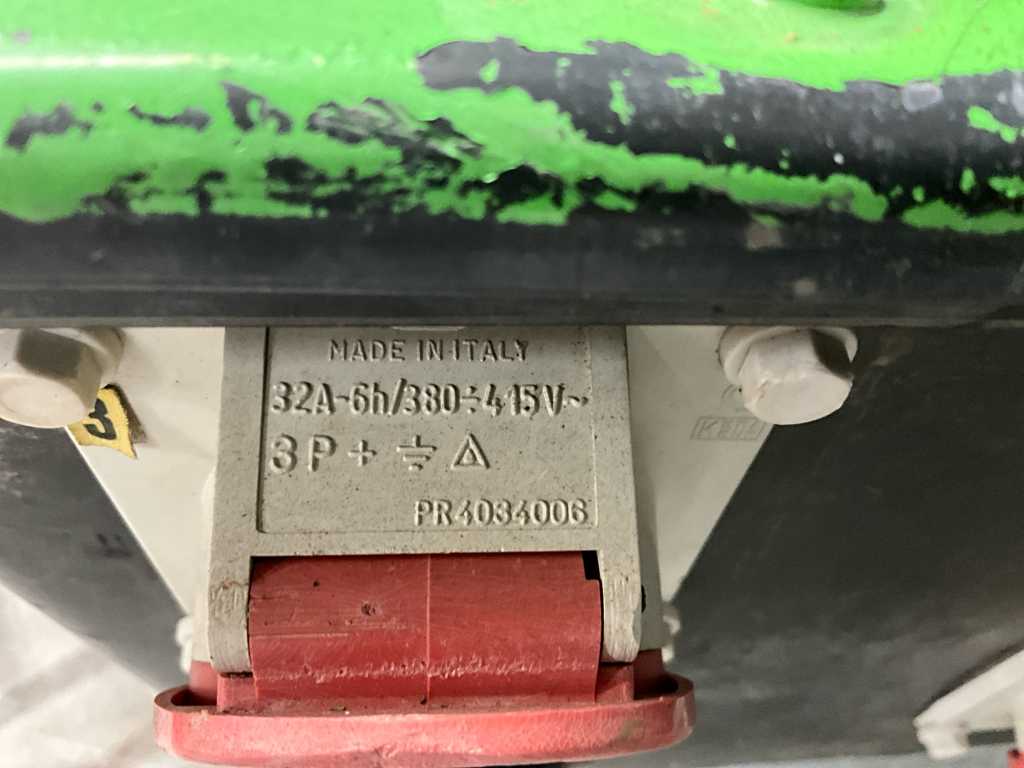 MADE IN ITALY
32A-6h/380÷415V~
3P+⏚
PR4034006
3